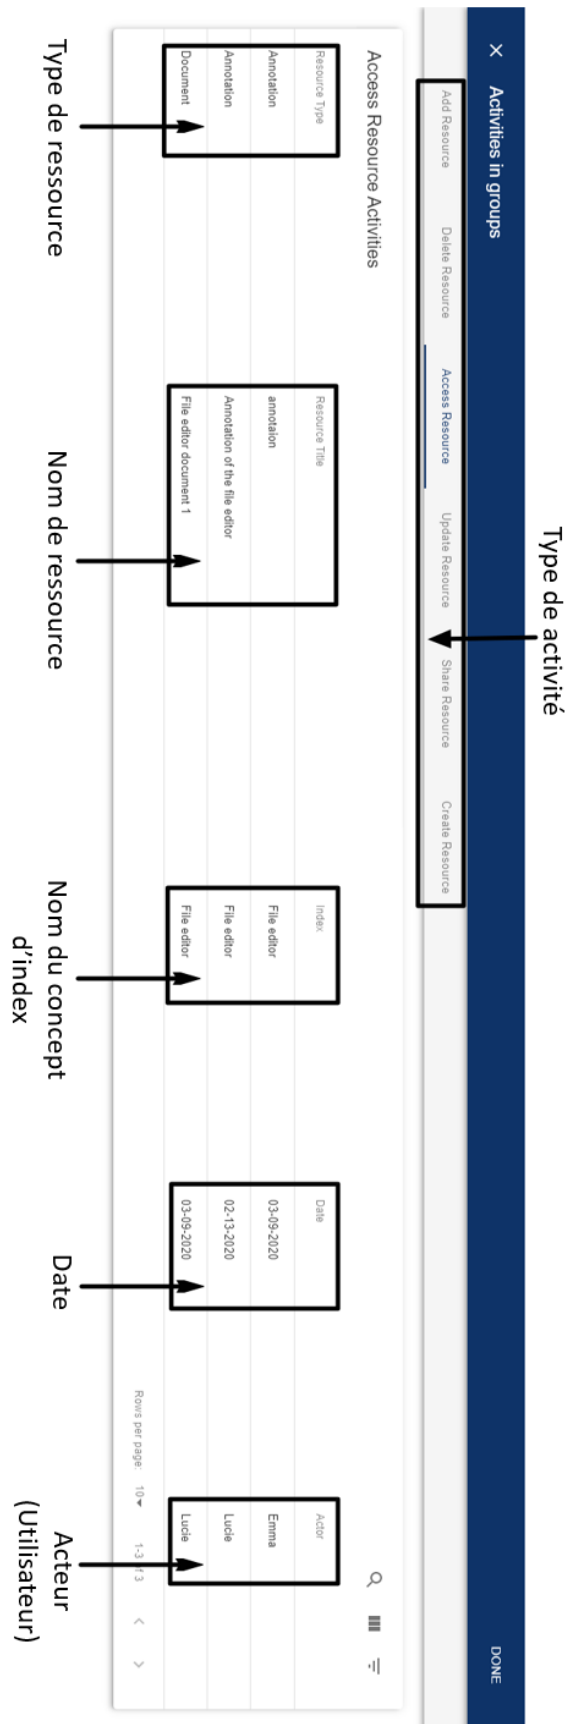 Type de activité
× Activities in groups DONE
Add Resource Delete Resource Access Resource Update Resource Share Resource Create Resource
Access Resource Activities
Resource Type Resource Title Index Date Actor
Annotation annotaion File editor 03-09-2020 Emma
Annotation Annotation of the file editor File editor 02-13-2020 Lucie
Document File editor document 1 File editor 03-09-2020 Lucie
Rows per page: 10 1-3 of 3
Type de ressource
Nom de ressource
Nom du concept
d'index
Date
Acteur
(Utilisateur)